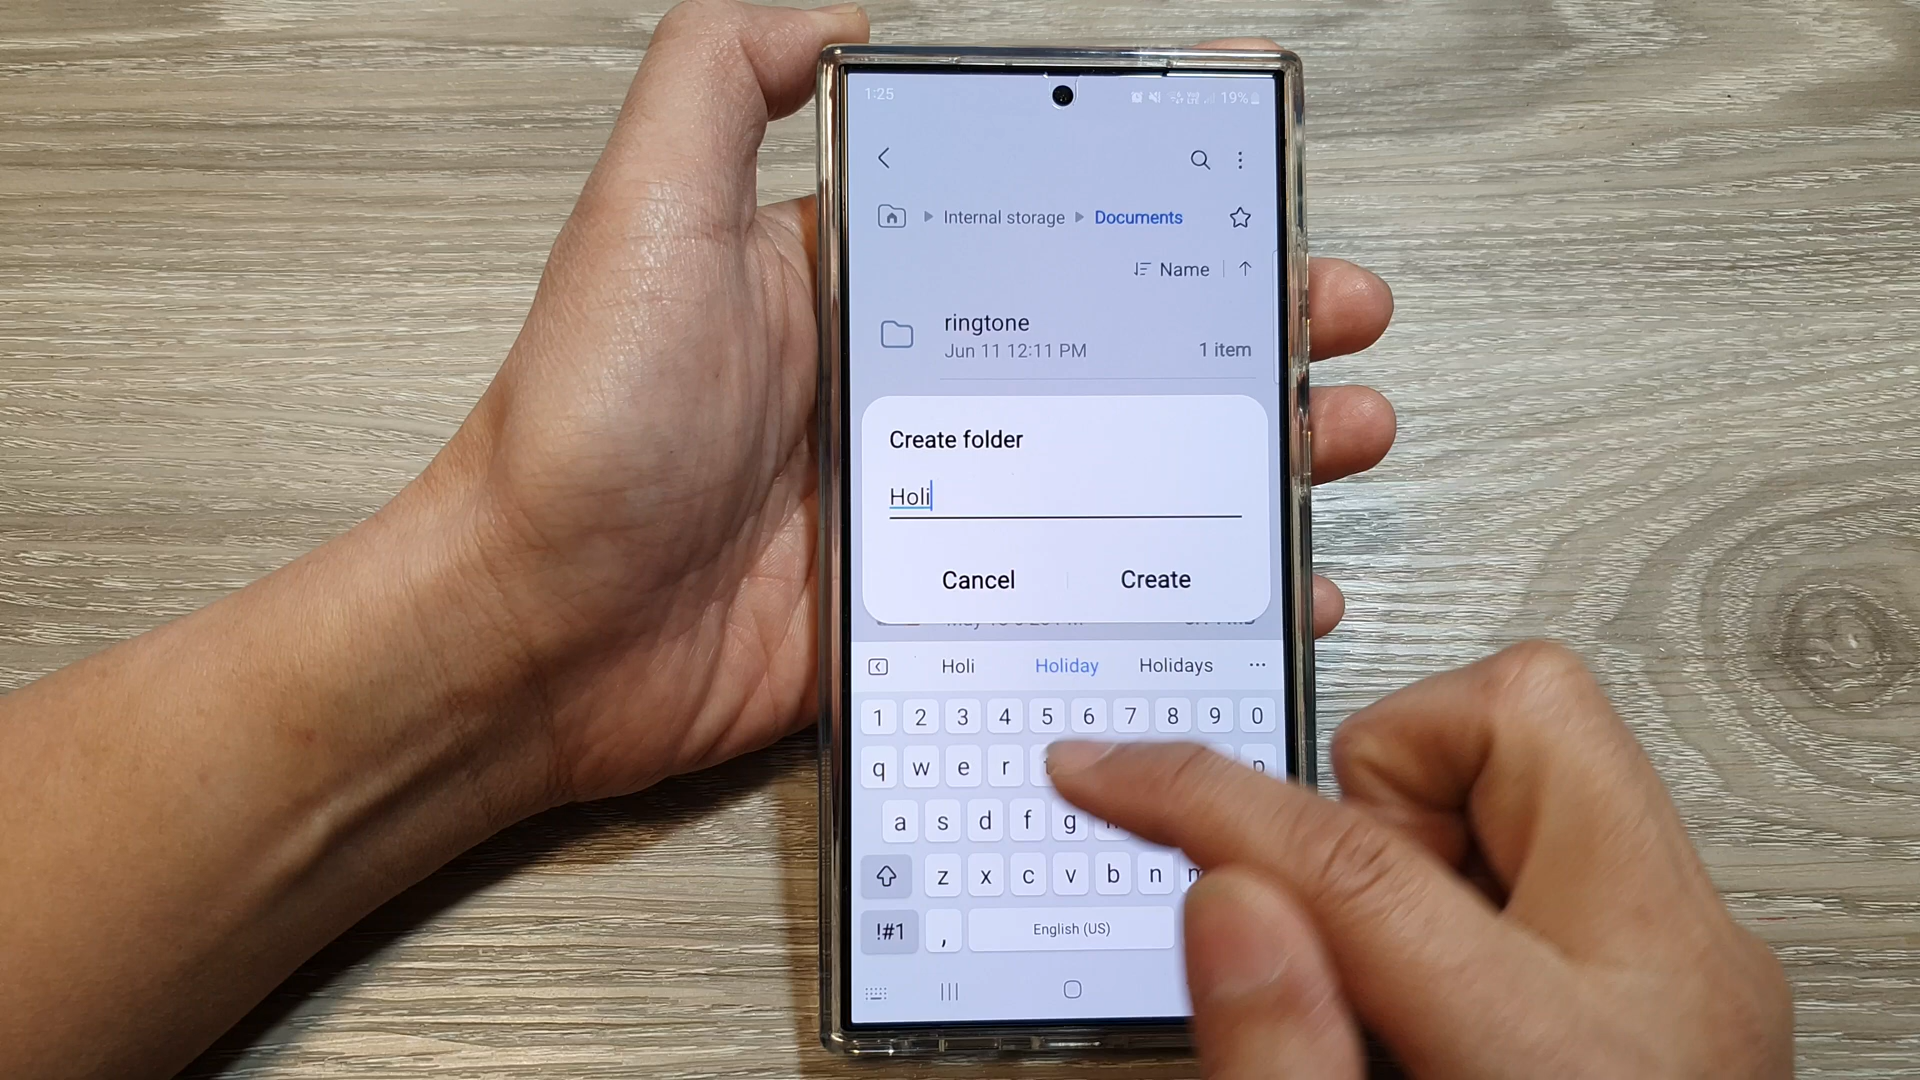 1:25
19%
Internal storage
Documents
Name
ringtone
Jun 11 12:11 PM
1 item
Create folder
Holi
Cancel
Create
Holi
Holiday
Holidays
1 2 3 4 5 6 7 8 9 0
q w e r
a s d f g
z x c v b n
!#1
,
English (US)